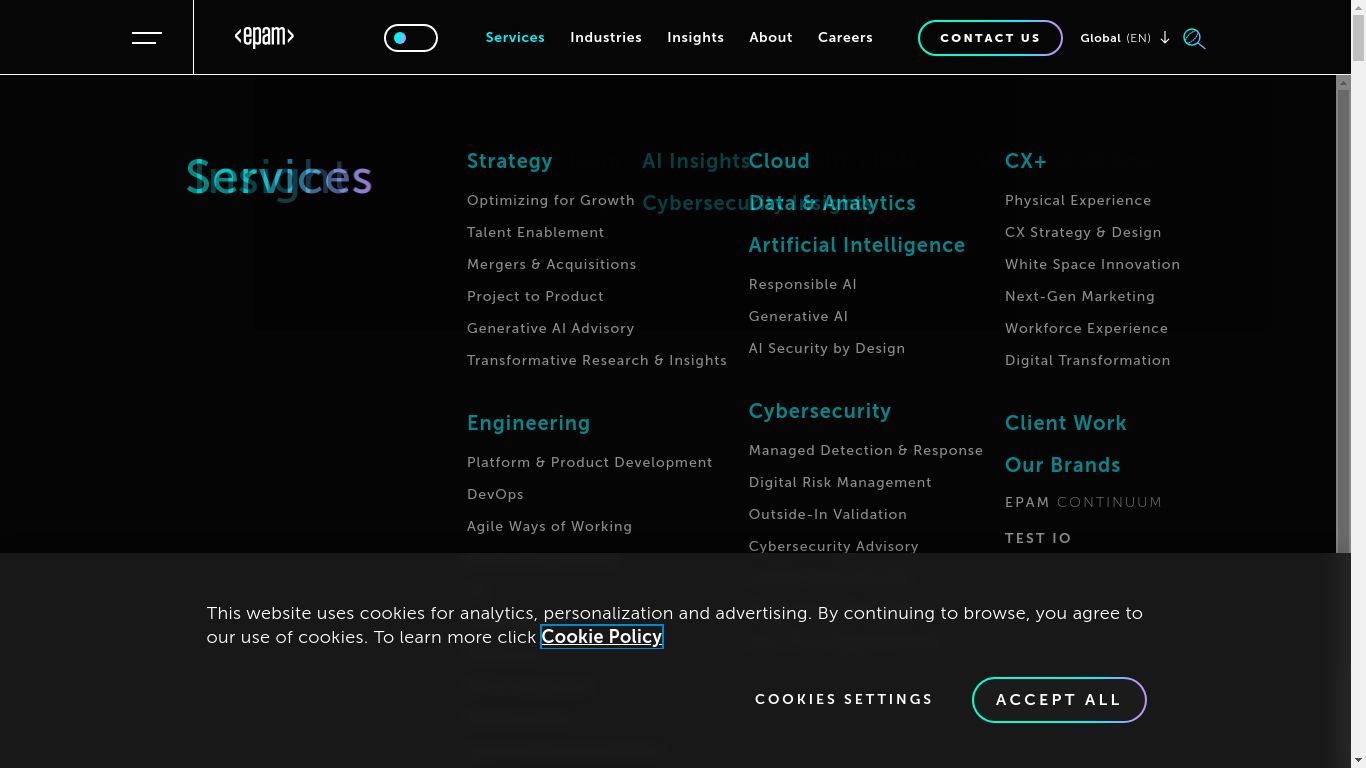 <epam>
Services
Industries
Insights
About
Careers
CONTACT US
Global (EN)
Services
Insights
Strategy
Optimizing for Growth
Talent Enablement
Mergers & Acquisitions
Project to Product
Generative AI Advisory
Transformative Research & Insights
Engineering
Platform & Product Development
DevOps
Agile Ways of Working
AI Insights
Cybersecurity Insights
Cloud
Data & Analytics
Artificial Intelligence
Responsible AI
Generative AI
AI Security by Design
Cybersecurity
Managed Detection & Response
Digital Risk Management
Outside-In Validation
Cybersecurity Advisory
CX+
Physical Experience
CX Strategy & Design
White Space Innovation
Next-Gen Marketing
Workforce Experience
Digital Transformation
Client Work
Our Brands
EPAM CONTINUUM
TEST IO
This website uses cookies for analytics, personalization and advertising. By continuing to browse, you agree to
our use of cookies. To learn more click Cookie Policy
COOKIES SETTINGS
ACCEPT ALL